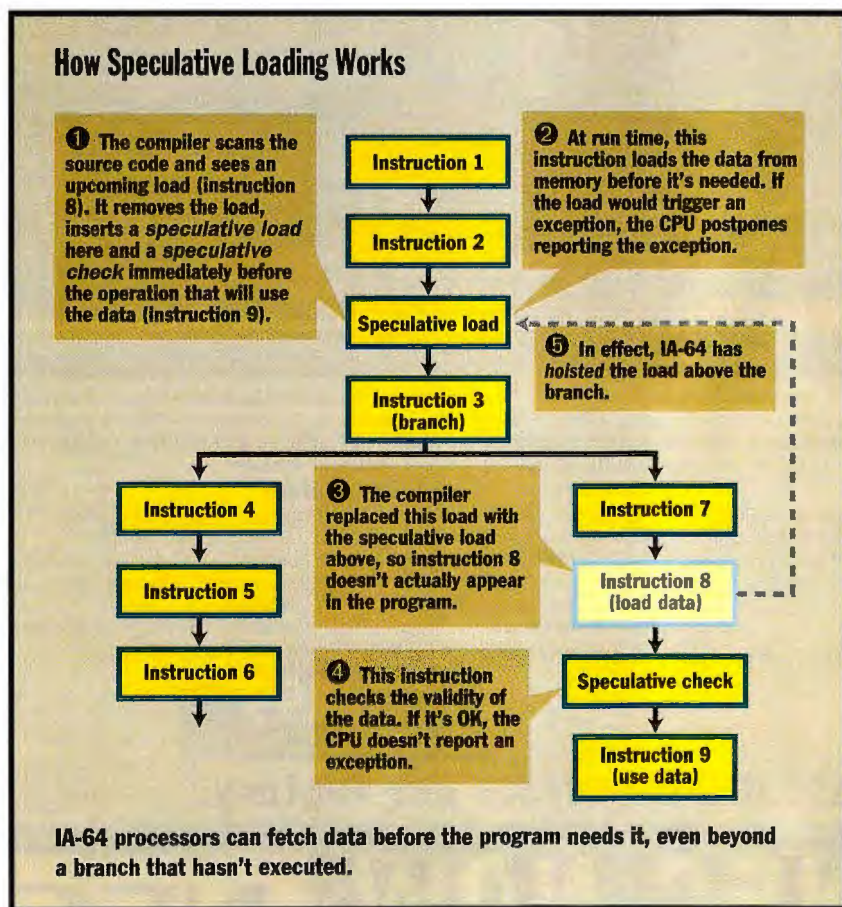 How Speculative Loading Works
❶ The compiler scans the
source code and sees an
upcoming load (instruction
8). It removes the load,
inserts a speculative load
here and a speculative
check immediately before
the operation that will use
the data (instruction 9).
Instruction 1
Instruction 2
Speculative load
Instruction 3
(branch)
❷ At run time, this
instruction loads the data from
memory before it's needed. If
the load would trigger an
exception, the CPU postpones
reporting the exception.
❺ In effect, IA-64 has
hoisted the load above the
branch.
Instruction 4
Instruction 5
Instruction 6
❸ The compiler
replaced this load with
the speculative load
above, so instruction 8
doesn't actually appear
in the program.
Instruction 7
Instruction 8
(load data)
❹ This instruction
checks the validity of
the data. If it's OK, the
CPU doesn't report an
exception.
Speculative check
Instruction 9
(use data)
IA-64 processors can fetch data before the program needs it, even beyond
a branch that hasn't executed.